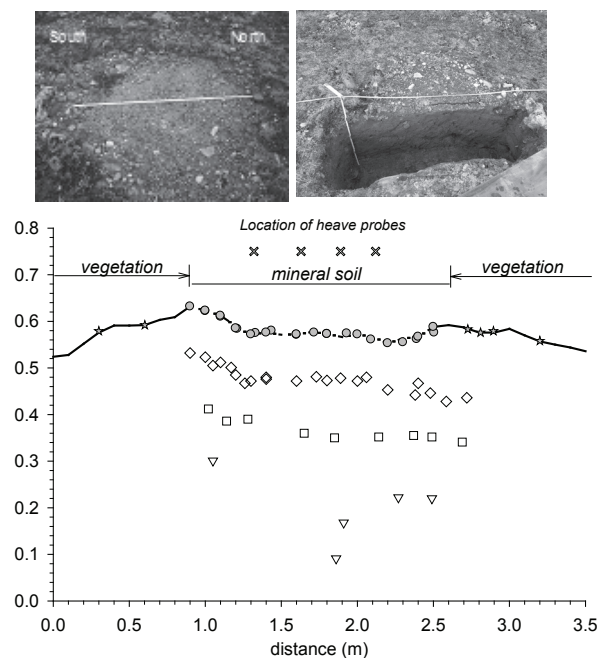 South North
0.8
Location of heave probes
0.7
vegetation mineral soil vegetation
0.6
0.5
0.4
0.3
0.2
0.1
0.0
0.0 0.5 1.0 1.5 2.0 2.5 3.0 3.5
distance (m)